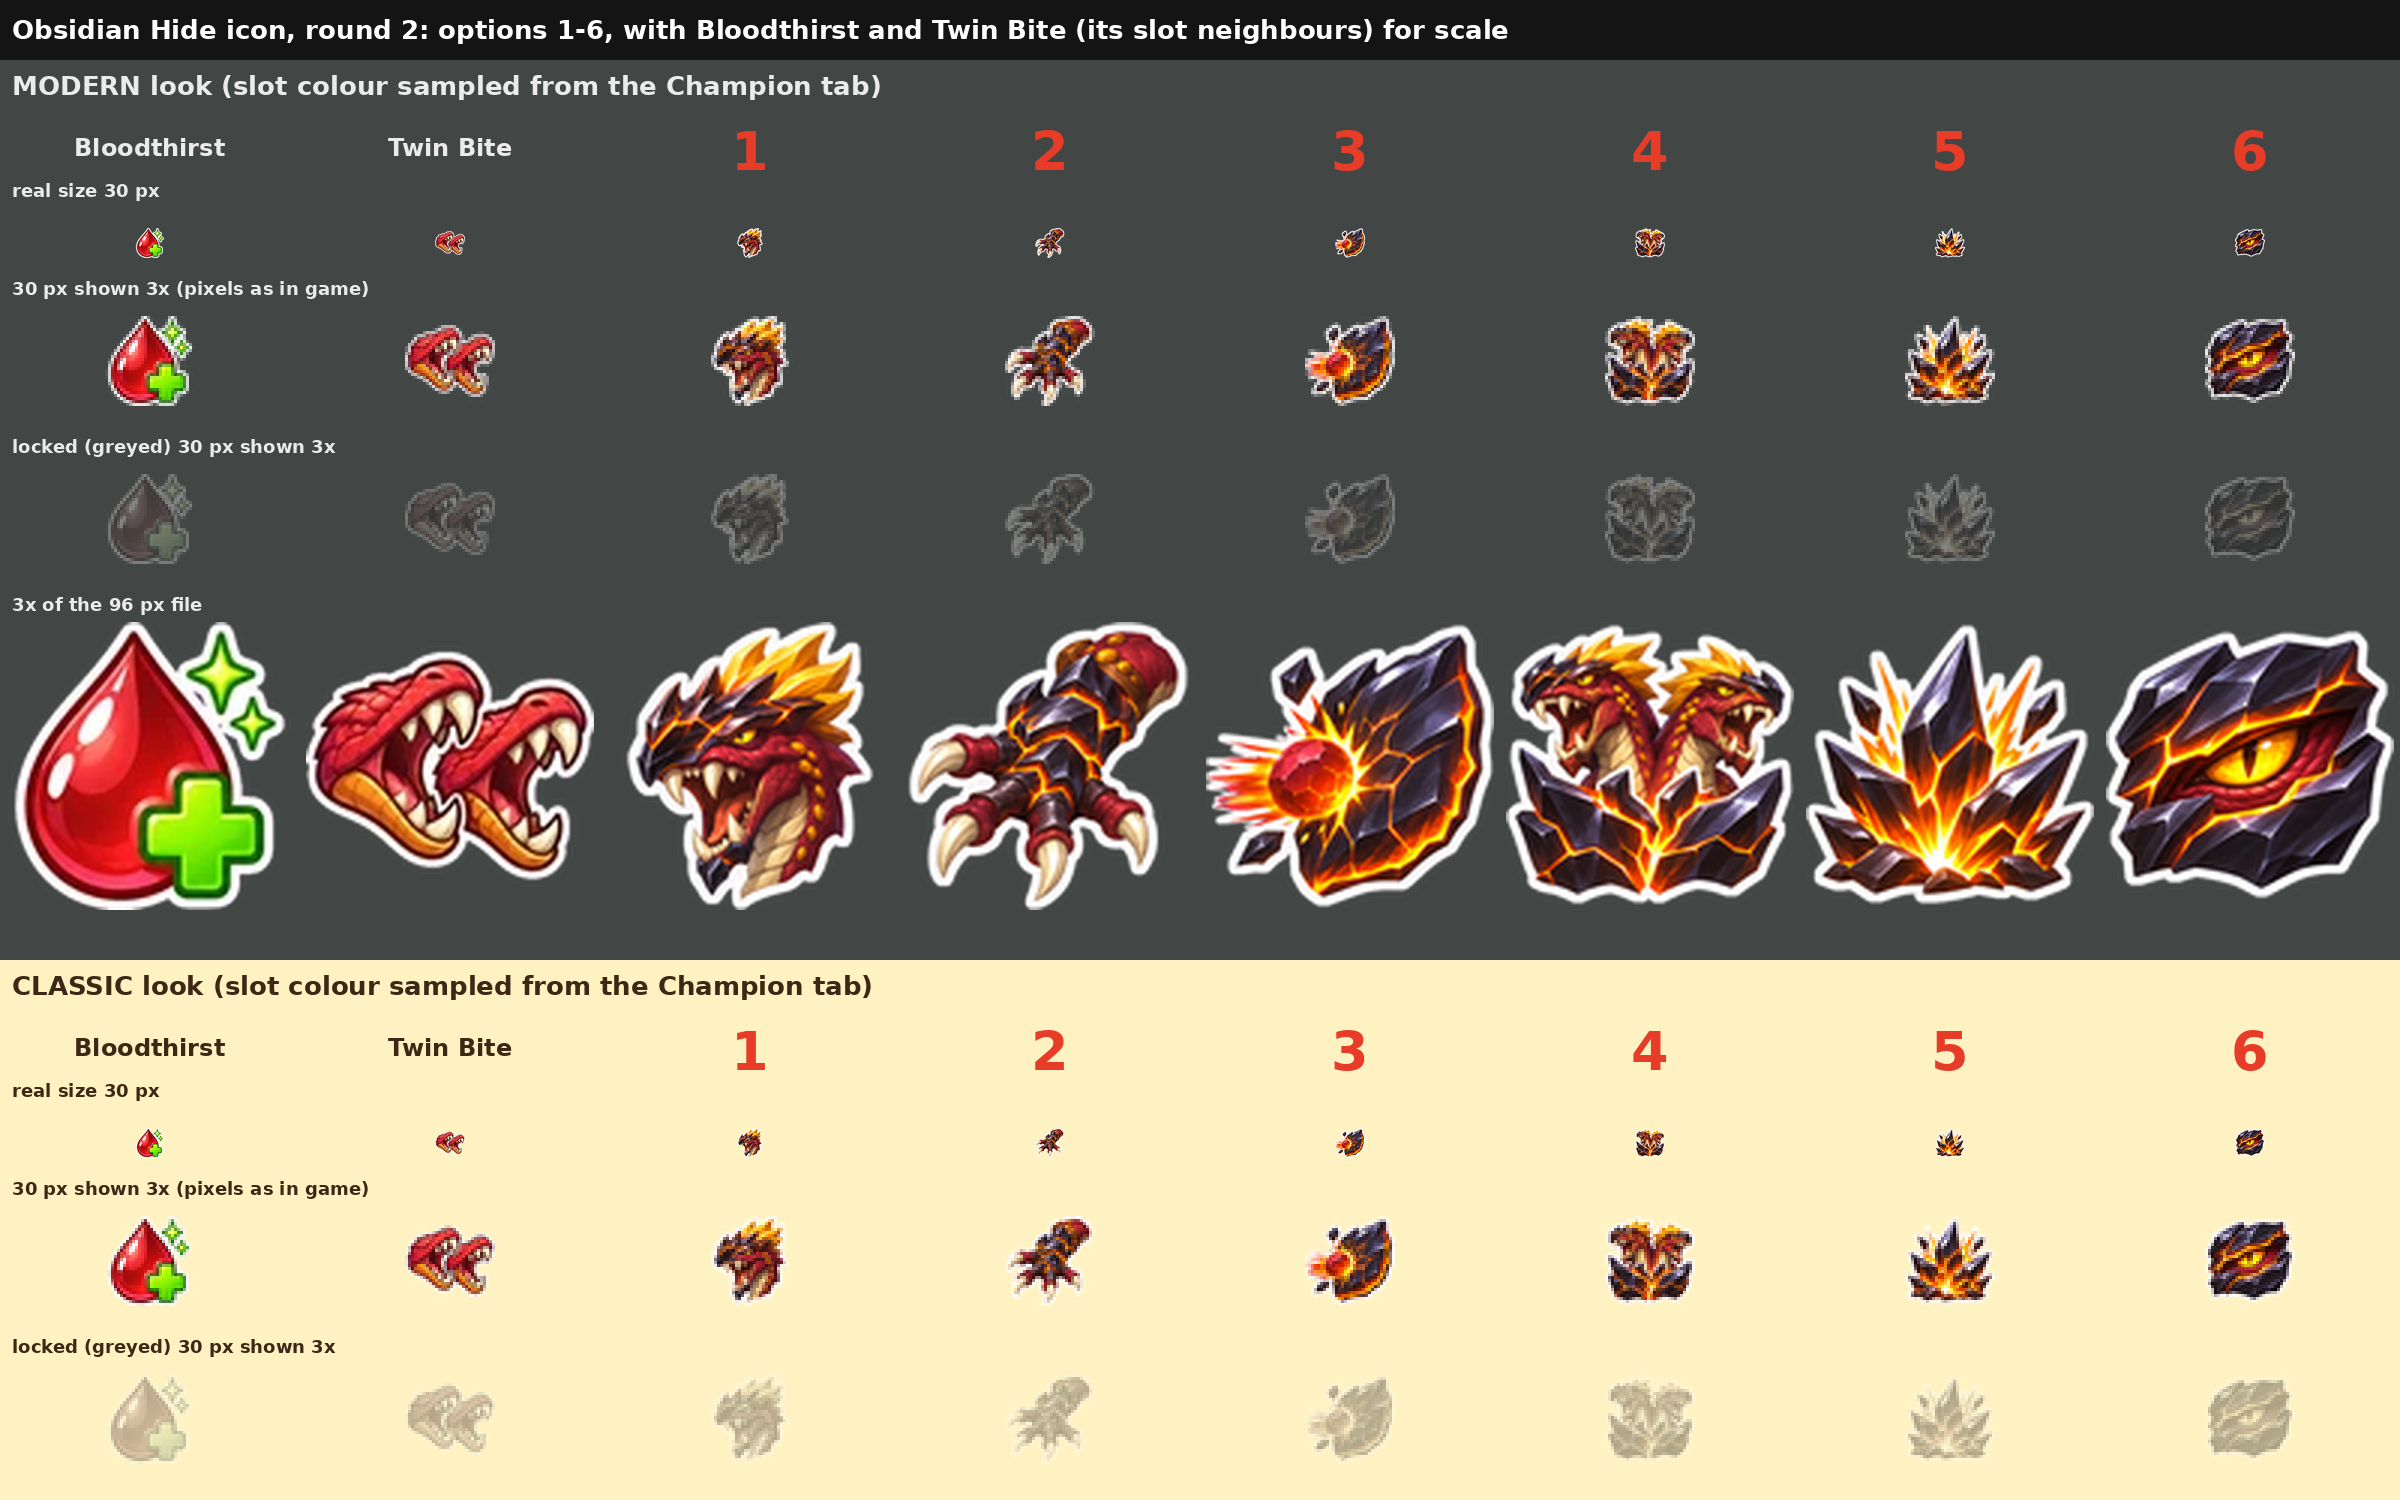 Obsidian Hide icon, round 2: options 1-6, with Bloodthirst and Twin Bite (its slot neighbours) for scale
MODERN look (slot colour sampled from the Champion tab)
Bloodthirst Twin Bite 1 2 3 4 5 6
real size 30 px
30 px shown 3x (pixels as in game)
locked (greyed) 30 px shown 3x
3x of the 96 px file
CLASSIC look (slot colour sampled from the Champion tab)
Bloodthirst Twin Bite 1 2 3 4 5 6
real size 30 px
30 px shown 3x (pixels as in game)
locked (greyed) 30 px shown 3x